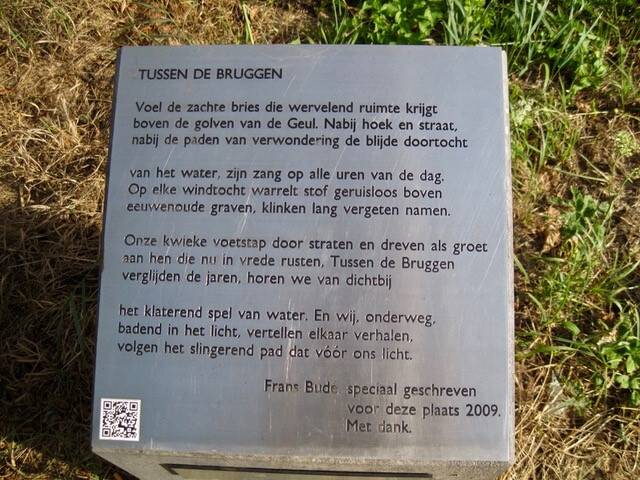 TUSSEN DE BRUGGEN
Voel de zachte bries die wervelend ruimte krijgt
boven de golven van de Geul. Nabij hoek en straat,
nabij de paden van verwondering de blijde doortocht
van het water, zijn zang op alle uren van de dag.
Op elke windtocht warrelt stof geruisloos boven
eeuwenoude graven, klinken lang vergeten namen.
Onze kwieke voetstap door straten en dreven als groet
aan hen die nu in vrede rusten, Tussen de Bruggen
verglijden de jaren, horen we van dichtbij
het klaterend spel van water. En wij, onderweg,
badend in het licht, vertellen elkaar verhalen,
volgen het slingerend pad dat vóór ons licht.
Frans Bude, speciaal geschreven
voor deze plaats 2009.
Met dank.